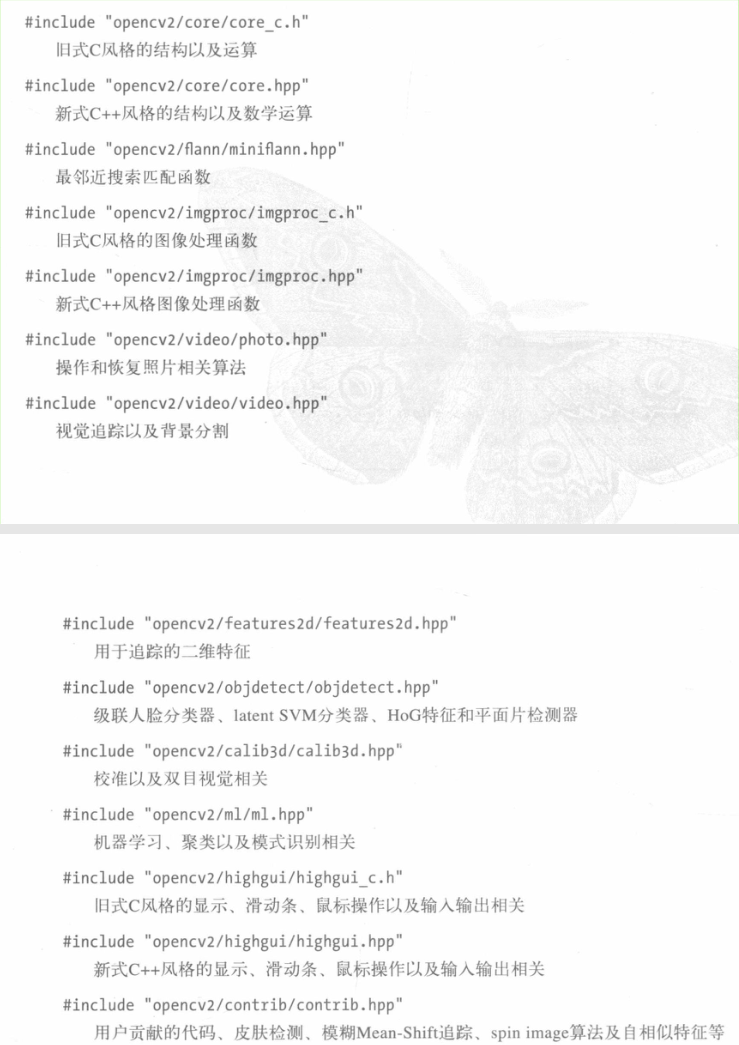 #include "opencv2/core/core_c.h"
旧式C风格的结构以及运算
#include "opencv2/core/core.hpp"
新式C++风格的结构以及数学运算
#include "opencv2/flann/miniflann.hpp"
最邻近搜索匹配函数
#include "opencv2/imgproc/imgproc_c.h"
旧式C风格的图像处理函数
#include "opencv2/imgproc/imgproc.hpp"
新式C++风格图像处理函数
#include "opencv2/video/photo.hpp"
操作和恢复照片相关算法
#include "opencv2/video/video.hpp"
视觉追踪以及背景分割
#include "opencv2/features2d/features2d.hpp"
用于追踪的二维特征
#include "opencv2/objdetect/objdetect.hpp"
级联人脸分类器、latent SVM分类器、HoG特征和平面片检测器
#include "opencv2/calib3d/calib3d.hpp"
校准以及双目视觉相关
#include "opencv2/ml/ml.hpp"
机器学习、聚类以及模式识别相关
#include "opencv2/highgui/highgui_c.h"
旧式C风格的显示、滑动条、鼠标操作以及输入输出相关
#include "opencv2/highgui/highgui.hpp"
新式C++风格的显示、滑动条、鼠标操作以及输入输出相关
#include "opencv2/contrib/contrib.hpp"
用户贡献的代码、皮肤检测、模糊Mean-Shift追踪、spin image算法及自相似特征等